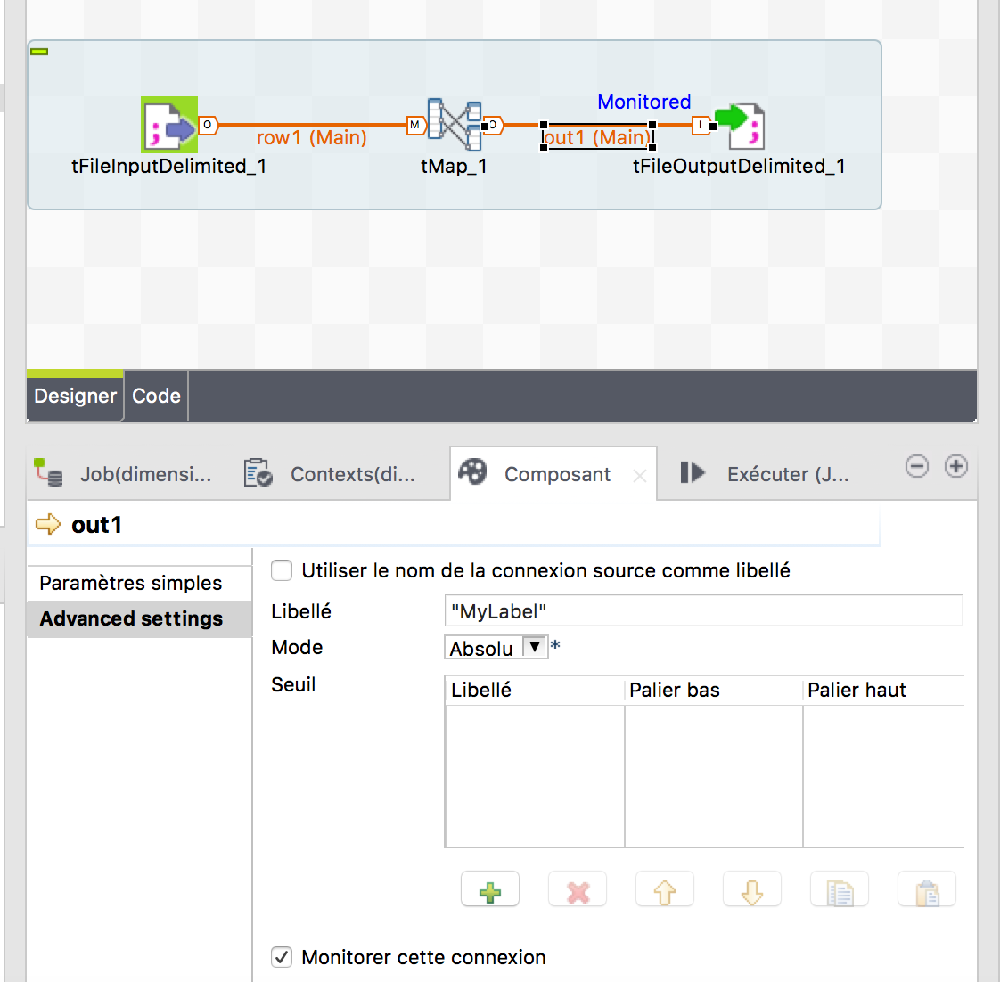 Monitored
O
M
O
I
row1 (Main)
out1 (Main)
tFileInputDelimited_1
tMap_1
tFileOutputDelimited_1
Designer
Code
Job(dimensi...
Contexts(di...
Composant
Exécuter (J...
out1
Paramètres simples
Advanced settings
Utiliser le nom de la connexion source comme libellé
Libellé
"MyLabel"
Mode
Absolu
*
Seuil
Libellé
Palier bas
Palier haut
Monitorer cette connexion